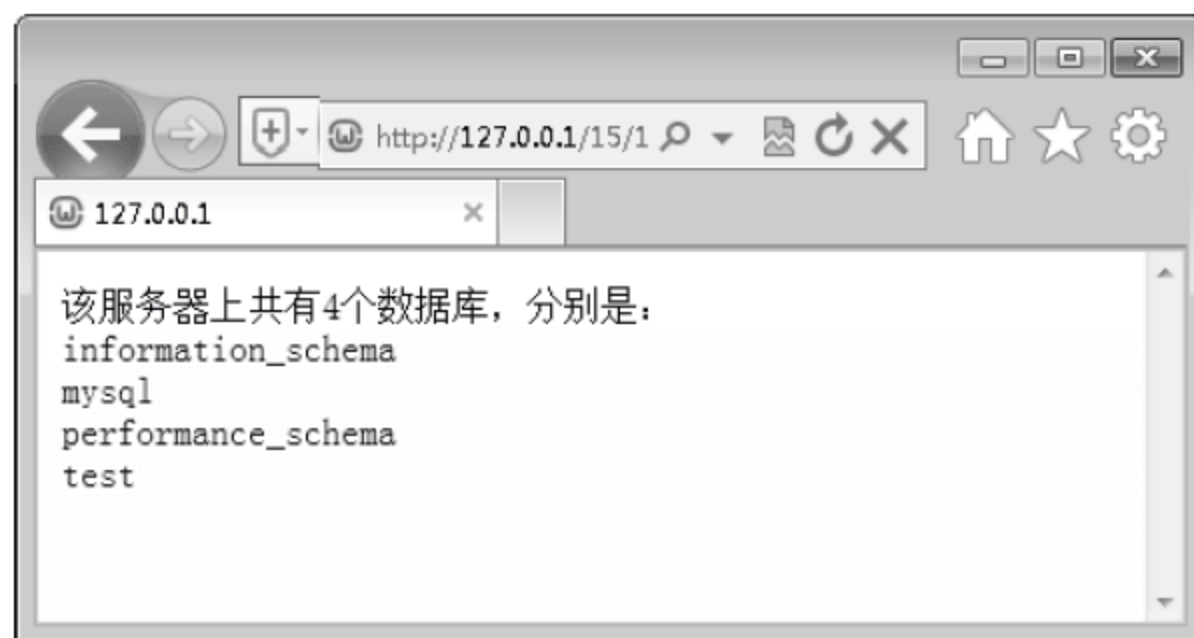 http://127.0.0.1/15/1
127.0.0.1
该服务器上共有4个数据库，分别是：
information_schema
mysql
performance_schema
test